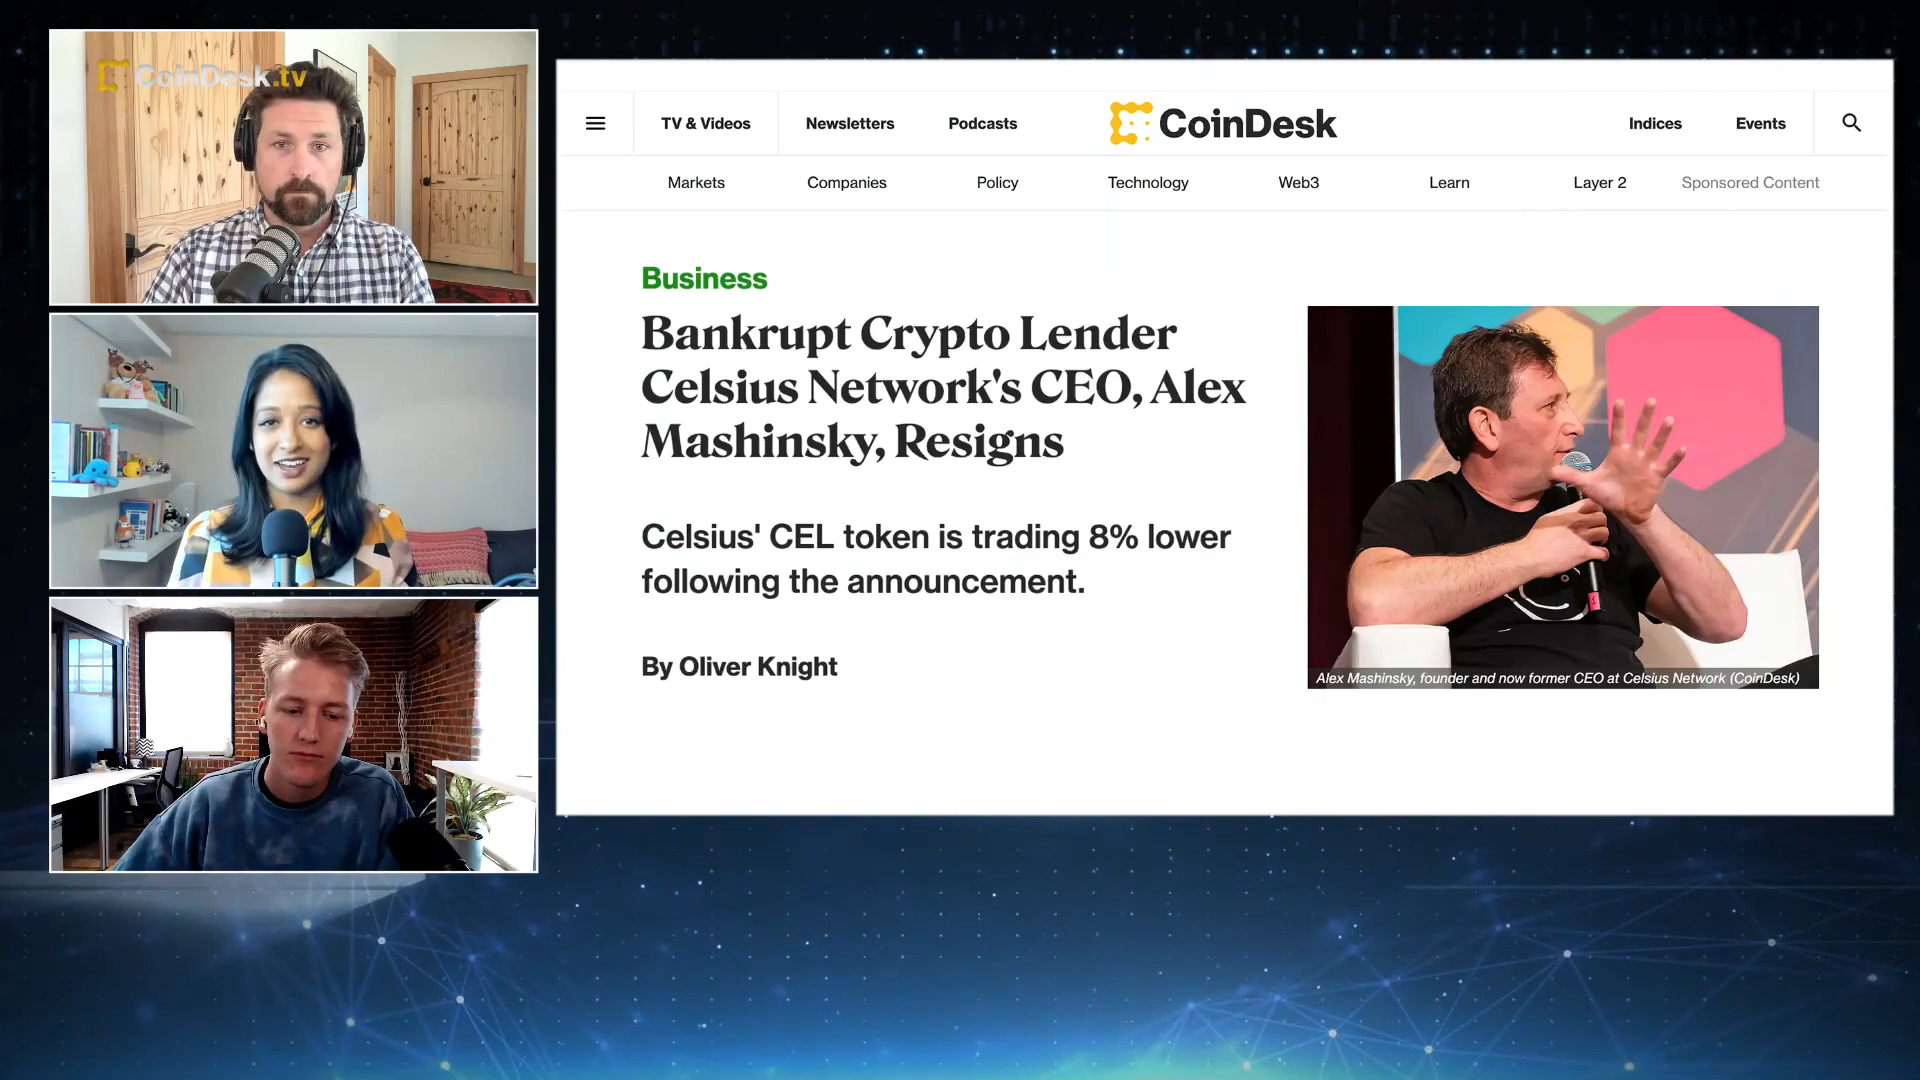 CoinDesk.tv
TV & Videos
Newsletters
Podcasts
CoinDesk
Indices
Events
Markets
Companies
Policy
Technology
Web3
Learn
Layer 2
Sponsored Content
Business
Bankrupt Crypto Lender
Celsius Network's CEO, Alex
Mashinsky, Resigns
Celsius' CEL token is trading 8% lower
following the announcement.
By Oliver Knight
Alex Mashinsky, founder and now former CEO at Celsius Network (CoinDesk)